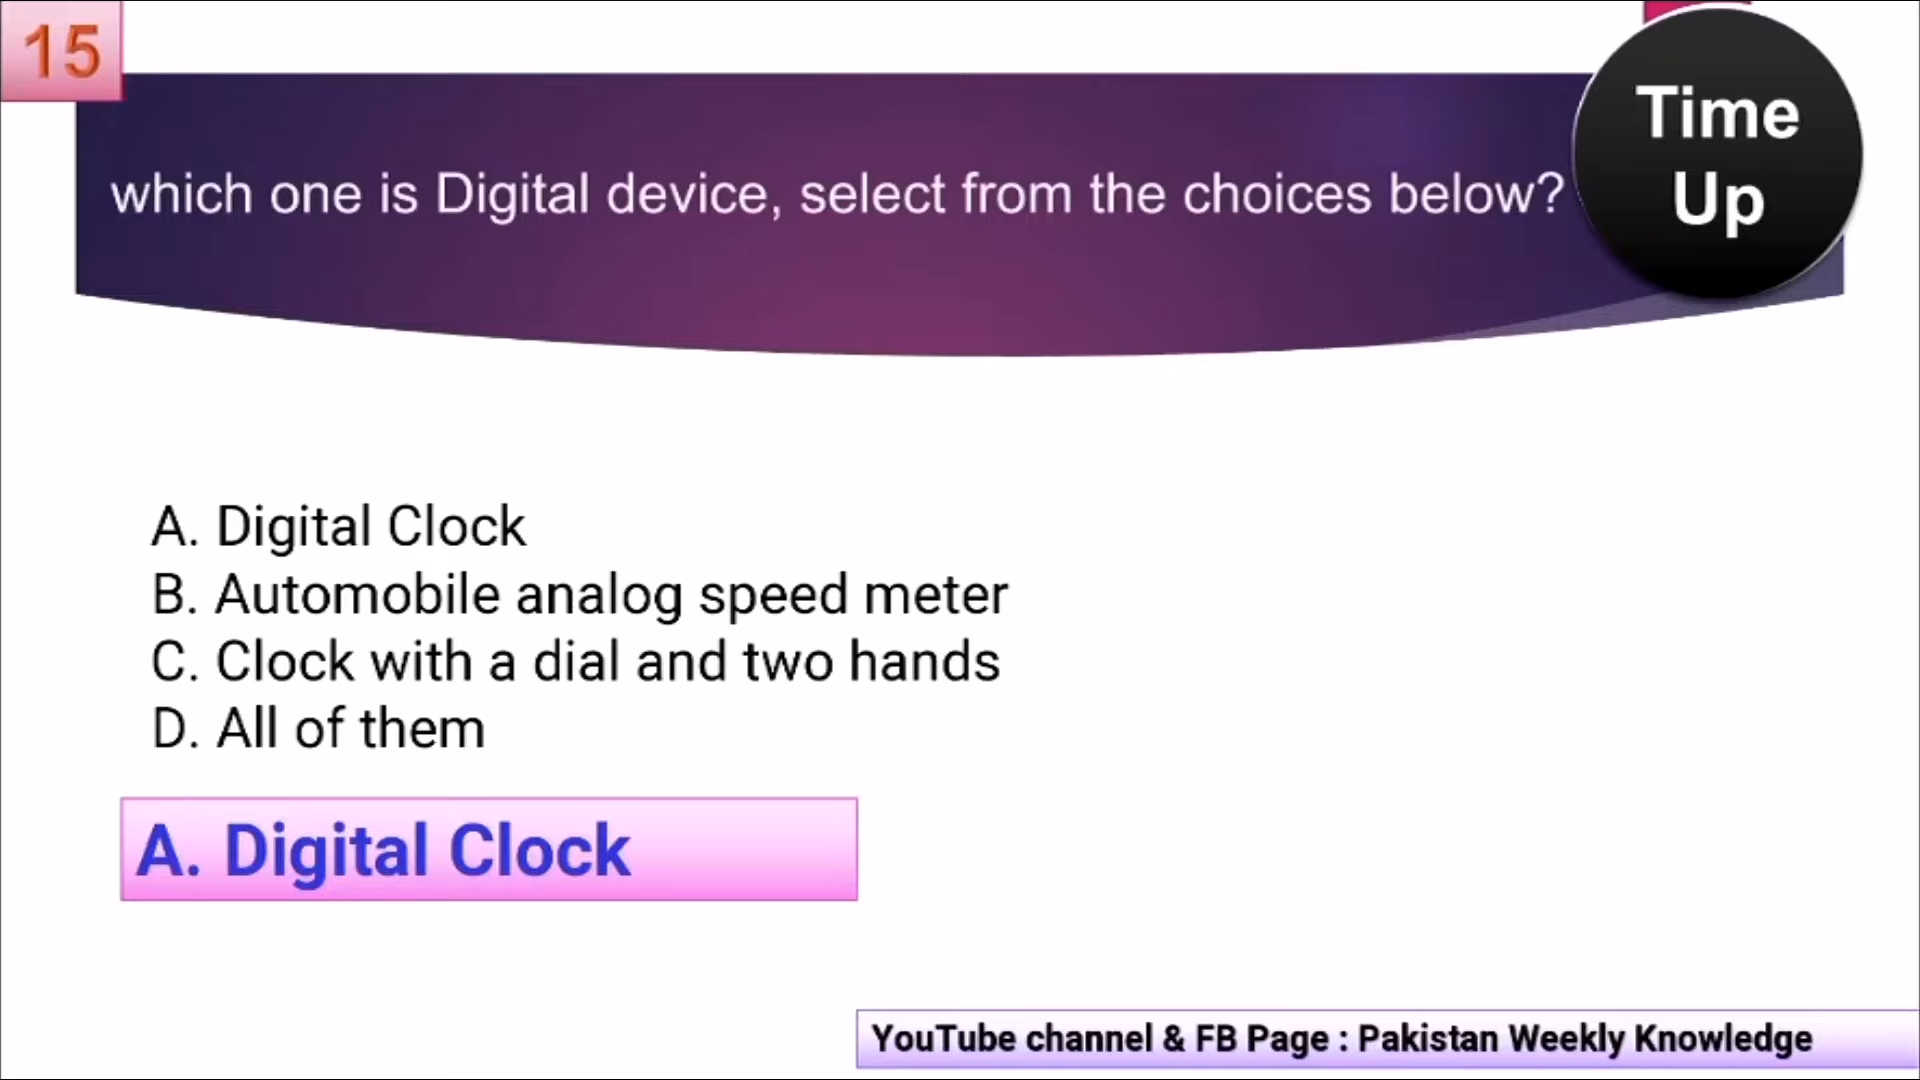 15
Time
Up
which one is Digital device, select from the choices below?
A. Digital Clock
B. Automobile analog speed meter
C. Clock with a dial and two hands
D. All of them
A. Digital Clock
YouTube channel & FB Page : Pakistan Weekly Knowledge